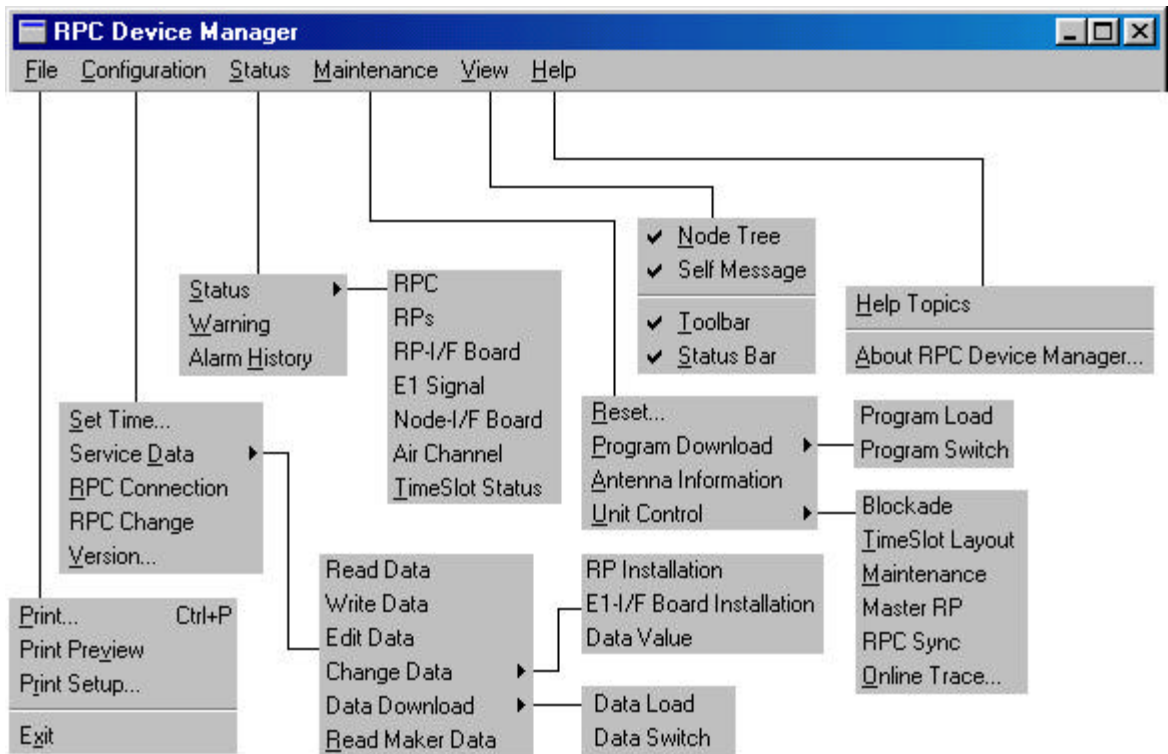 RPC Device Manager
File Configuration Status Maintenance View Help
Node Tree
Self Message
Toolbar
Status Bar
Help Topics
About RPC Device Manager...
Status
Warning
Alarm History
RPC
RPs
RP-I/F Board
E1 Signal
Node-I/F Board
Air Channel
TimeSlot Status
Set Time...
Service Data
RPC Connection
RPC Change
Version...
Reset...
Program Download
Antenna Information
Unit Control
Program Load
Program Switch
Blockade
TimeSlot Layout
Maintenance
Master RP
RPC Sync
Online Trace...
Print... Ctrl+P
Print Preview
Print Setup...
Exit
Read Data
Write Data
Edit Data
Change Data
Data Download
Read Maker Data
RP Installation
E1-I/F Board Installation
Data Value
Data Load
Data Switch